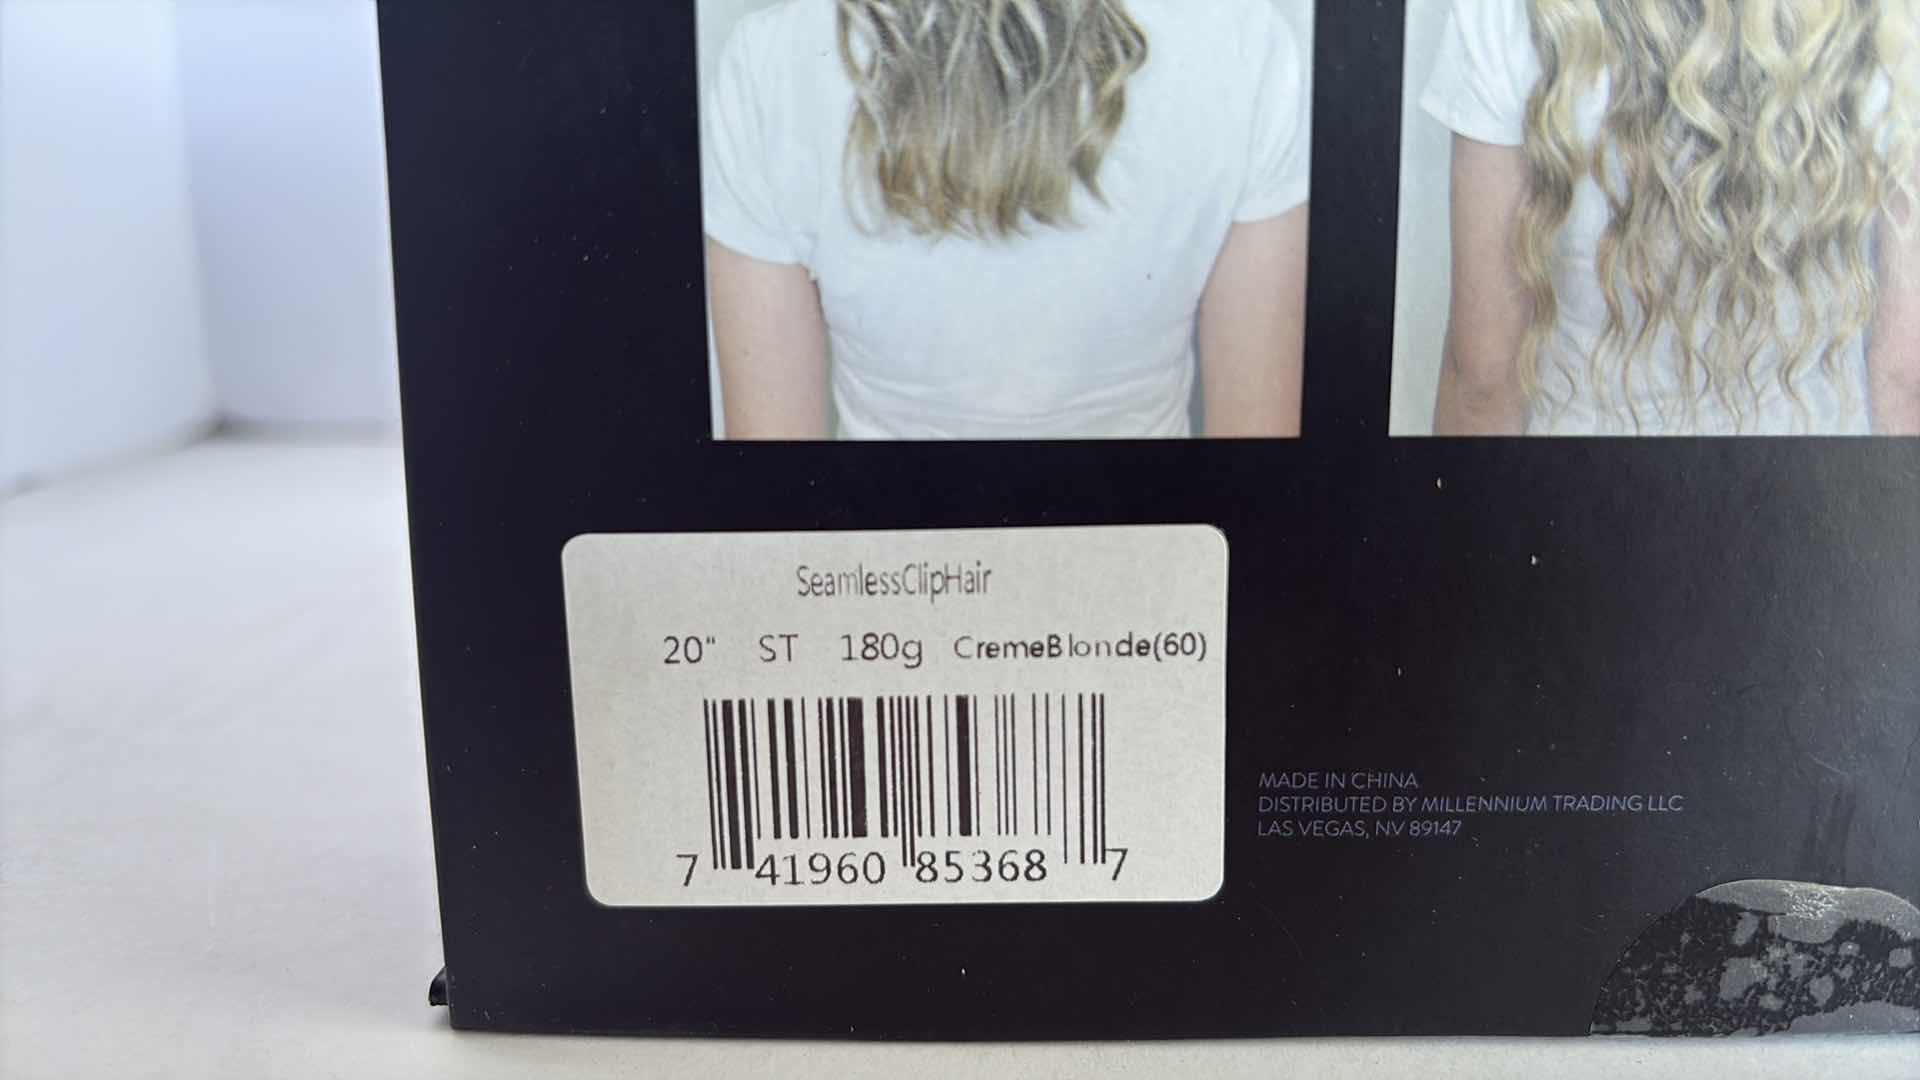 SeamlessClipHair
20" ST 180g CremeBlonde(60)
7 41960 85368 7
MADE IN CHINA
DISTRIBUTED BY MILLENNIUM TRADING LLC
LAS VEGAS, NV 89147